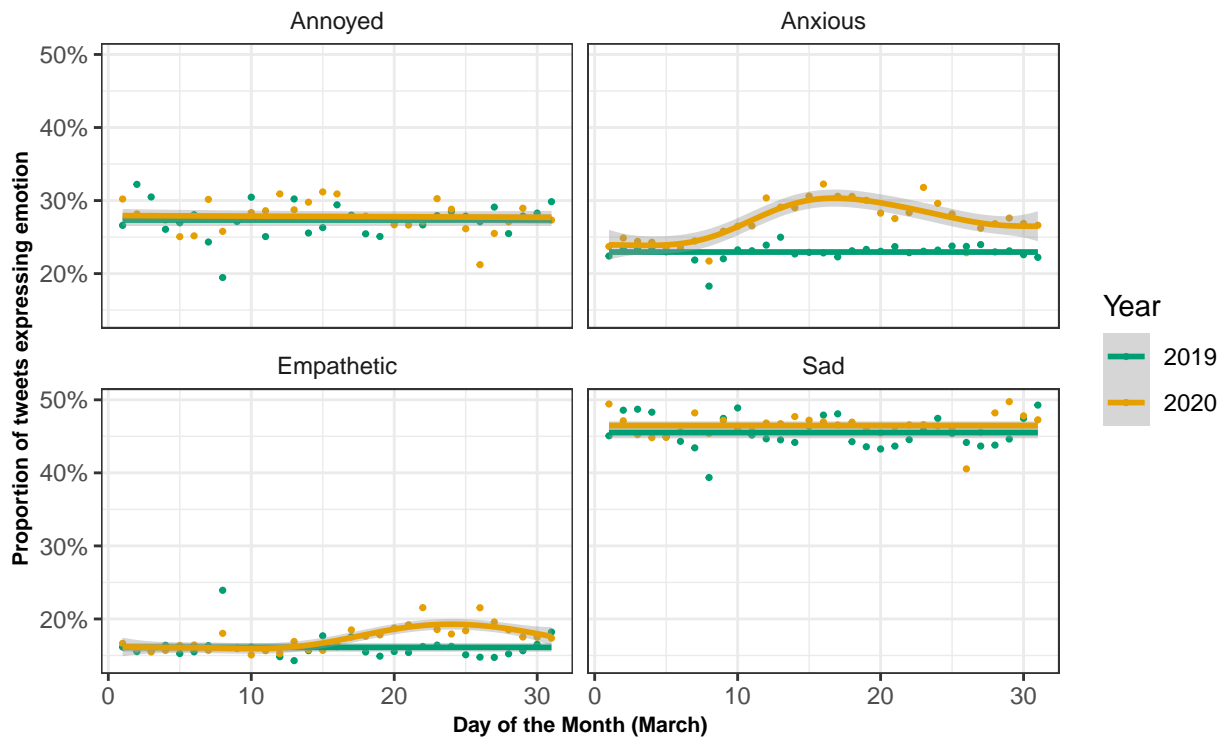 Annoyed
Anxious
50%
40%
30%
20%
Empathetic
Sad
50%
40%
30%
20%
0
10
20
30
0
10
20
30
Proportion of tweets expressing emotion
Day of the Month (March)
Year
2019
2020